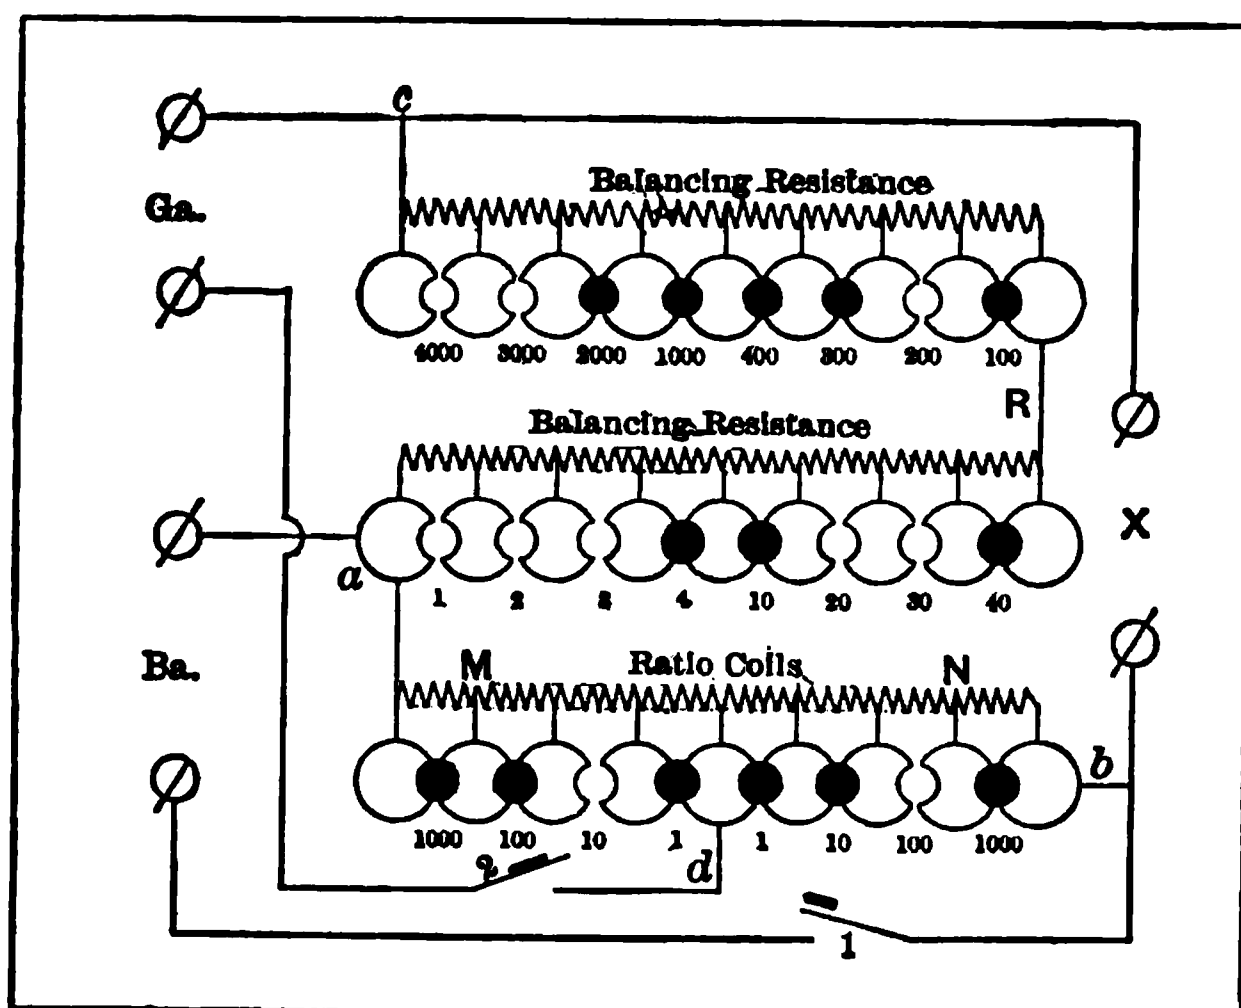 c
Balancing Resistance
Ga.
4000 3000 2000 1000 400 300 200 100
R
Balancing Resistance
X
a
1 2 2 4 10 20 30 40
Ba.
M Ratio Coils N
b
1000 100 10 1 1 10 100 1000
2 d
1